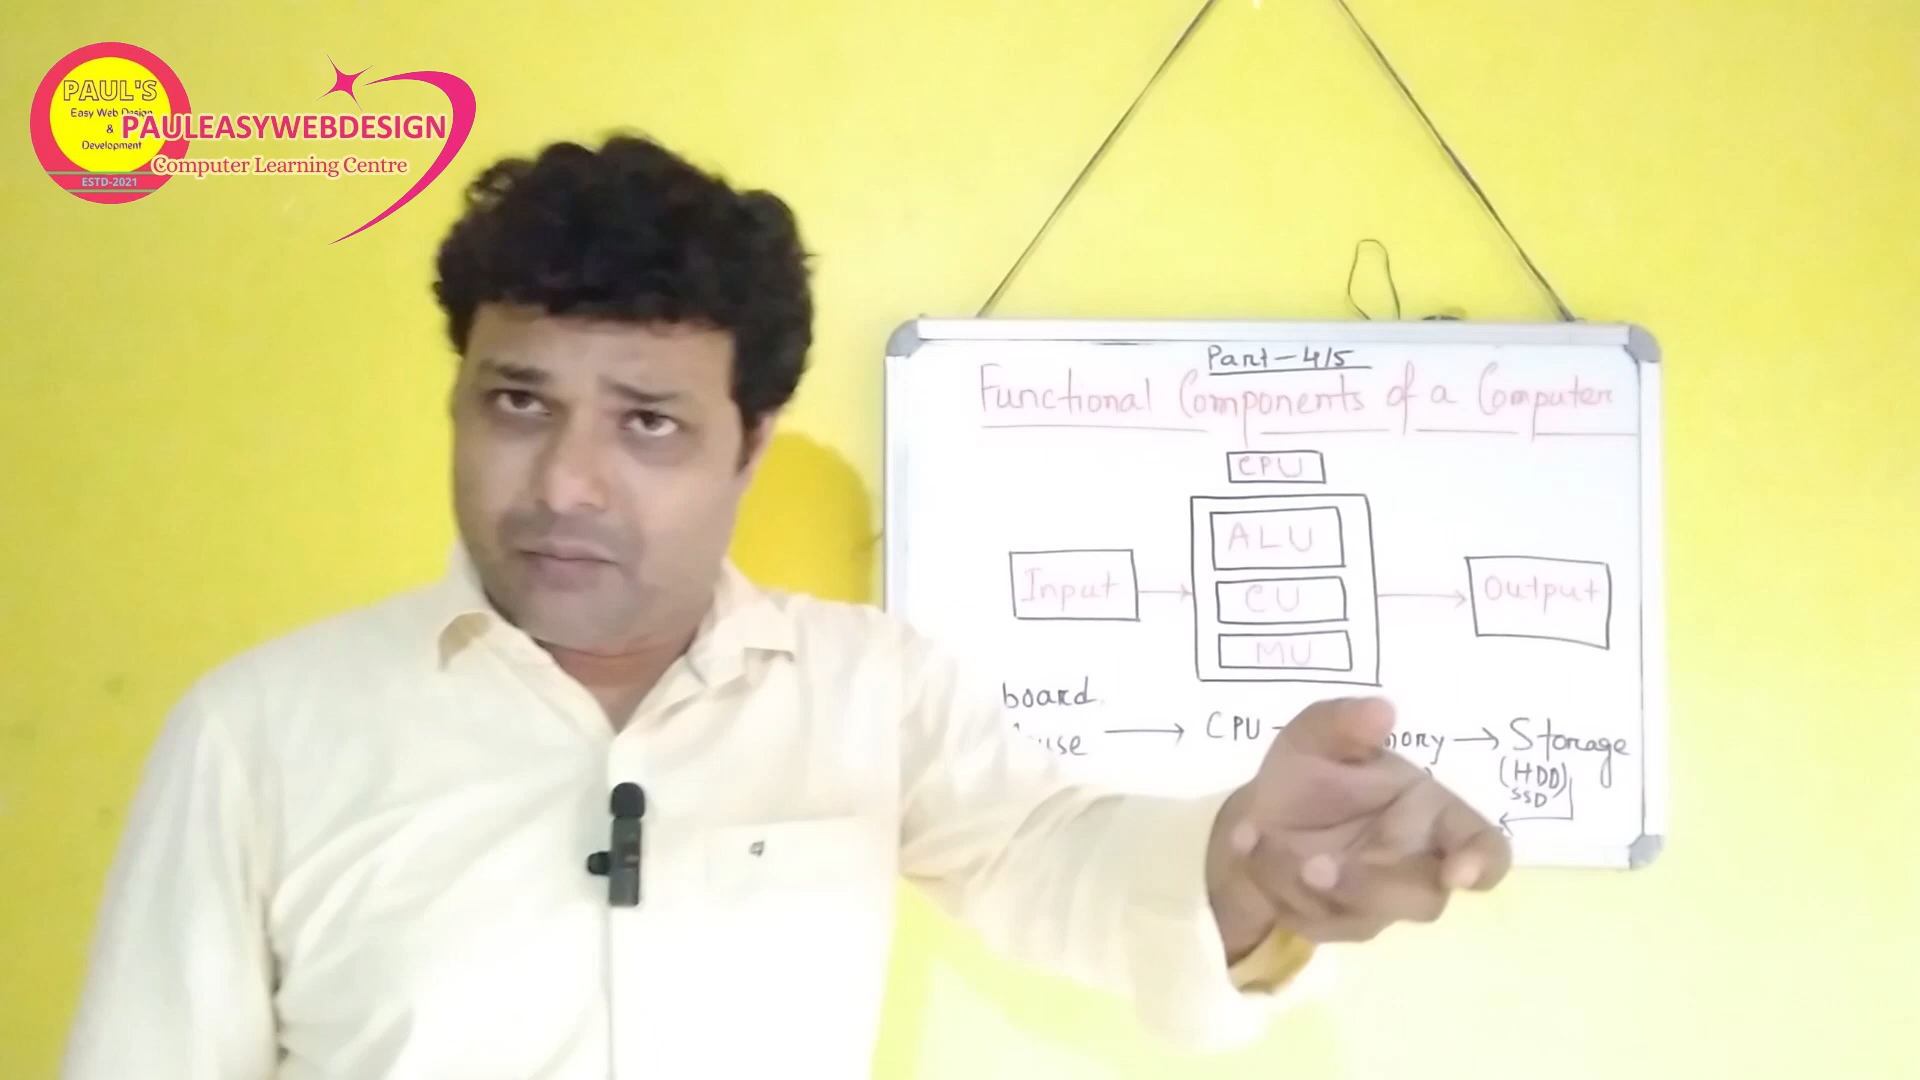 PAUL'S
Easy Web Design
&
Development
ESTD-2021
PAULEASYWEBDESIGN
Computer Learning Centre
Part-4/5
Functional Components of a Computer
CPU
ALU
Input
CU
Output
MU
board
CPU
Storage
(HDD)
SSD